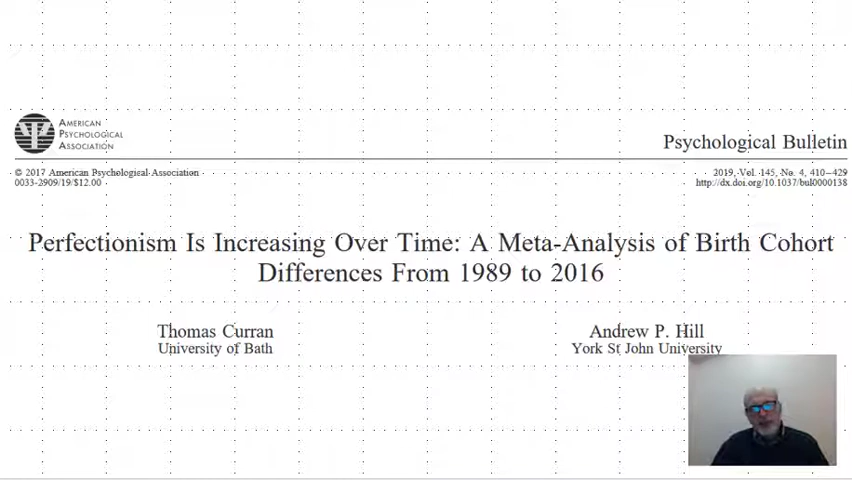 AMERICAN
PSYCHOLOGICAL
ASSOCIATION
Psychological Bulletin
© 2017 American Psychological Association
0033-2909/19/$12.00
2019, Vol. 145, No. 4, 410–429
http://dx.doi.org/10.1037/bul0000138
Perfectionism Is Increasing Over Time: A Meta-Analysis of Birth Cohort
Differences From 1989 to 2016
Thomas Curran
University of Bath
Andrew P. Hill
York St John University